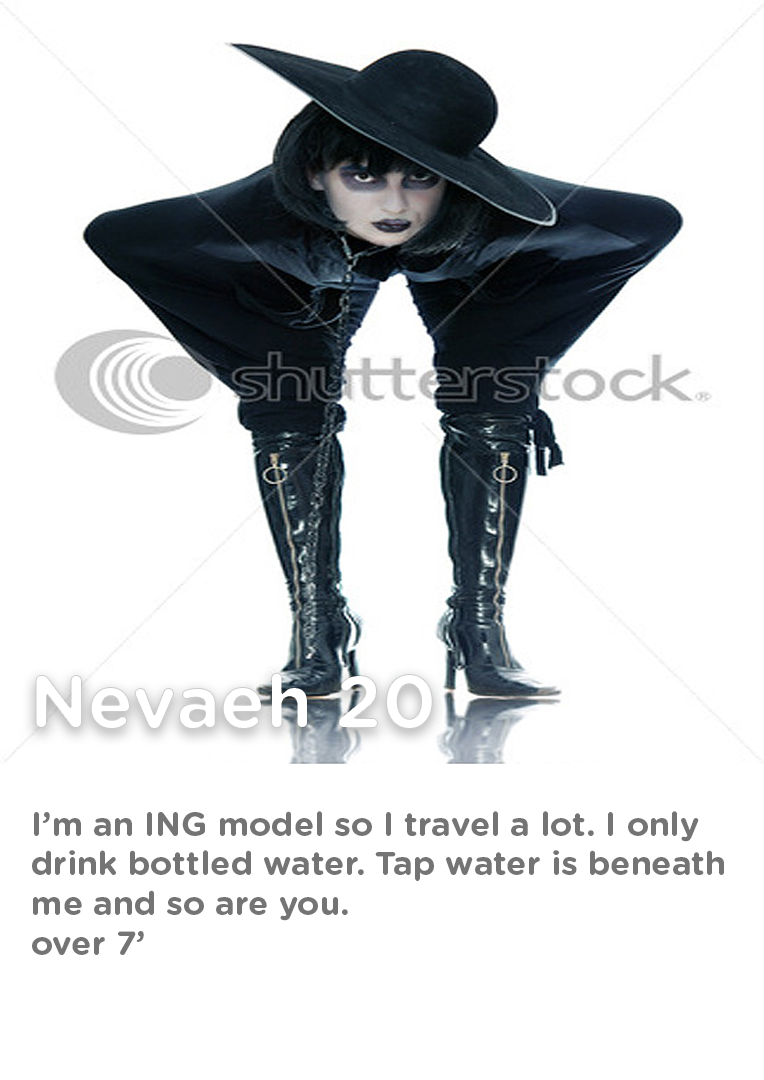 shutterstock®
Nevaeh 20
I’m an ING model so I travel a lot. I only
drink bottled water. Tap water is beneath
me and so are you.
over 7’